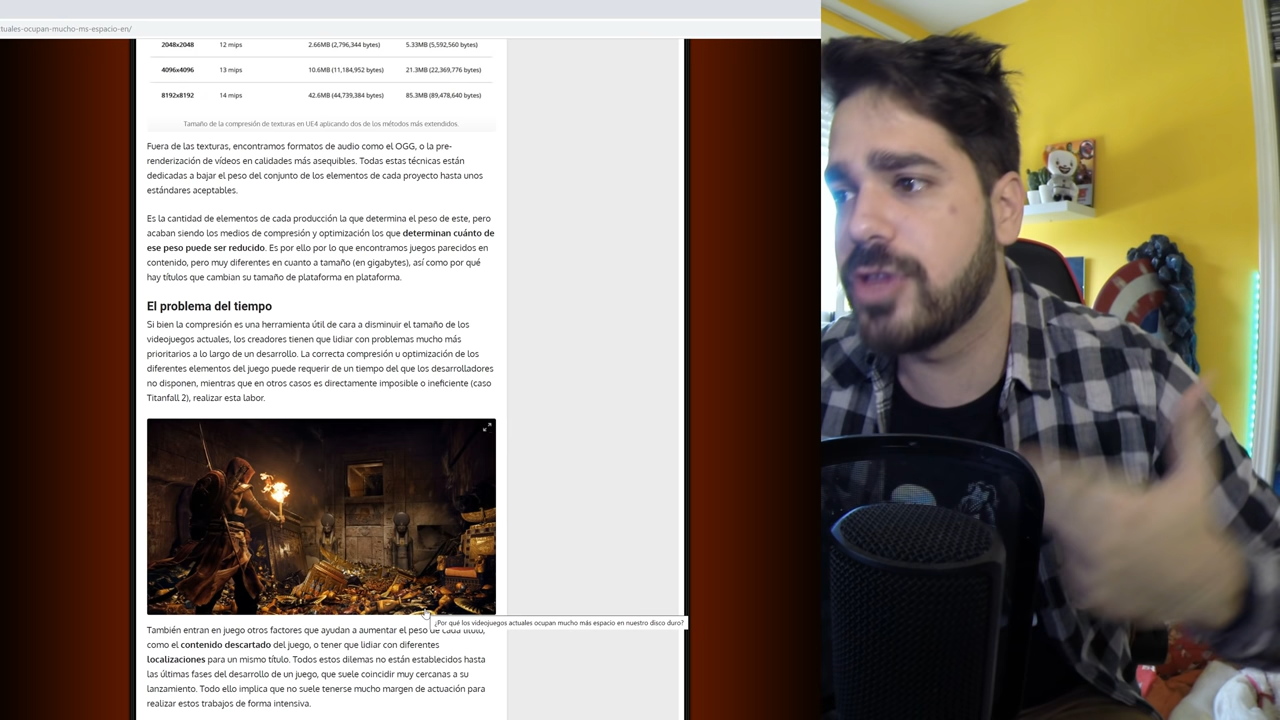 tuales-ocupan-mucho-ms-espacio-en/
2048x2048 12 mips 2.66MB (2,796,344 bytes) 5.33MB (5,592,560 bytes)
4096x4096 13 mips 10.6MB (11,184,952 bytes) 21.3MB (22,369,776 bytes)
8192x8192 14 mips 42.6MB (44,739,384 bytes) 85.3MB (89,478,640 bytes)
Tamaño de la compresión de texturas en UE4 aplicando dos de los métodos más extendidos.
Fuera de las texturas, encontramos formatos de audio como el OGG, o la pre-
renderización de vídeos en calidades más asequibles. Todas estas técnicas están
dedicadas a bajar el peso del conjunto de los elementos de cada proyecto hasta unos
estándares aceptables.
Es la cantidad de elementos de cada producción la que determina el peso de este, pero
acaban siendo los medios de compresión y optimización los que determinan cuánto de
ese peso puede ser reducido. Es por ello por lo que encontramos juegos parecidos en
contenido, pero muy diferentes en cuanto a tamaño (en gigabytes), así como por qué
hay títulos que cambian su tamaño de plataforma en plataforma.
El problema del tiempo
Si bien la compresión es una herramienta útil de cara a disminuir el tamaño de los
videojuegos actuales, los creadores tienen que lidiar con problemas mucho más
prioritarios a lo largo de un desarrollo. La correcta compresión u optimización de los
diferentes elementos del juego puede requerir de un tiempo del que los desarrolladores
no disponen, mientras que en otros casos es directamente imposible o ineficiente (caso
Titanfall 2), realizar esta labor.
¿Por qué los videojuegos actuales ocupan mucho más espacio en nuestro disco duro?
También entran en juego otros factores que ayudan a aumentar el peso de cada título,
como el contenido descartado del juego, o tener que lidiar con diferentes
localizaciones para un mismo título. Todos estos dilemas no están establecidos hasta
las últimas fases del desarrollo de un juego, que suele coincidir muy cercanas a su
lanzamiento. Todo ello implica que no suele tenerse mucho margen de actuación para
realizar estos trabajos de forma intensiva.